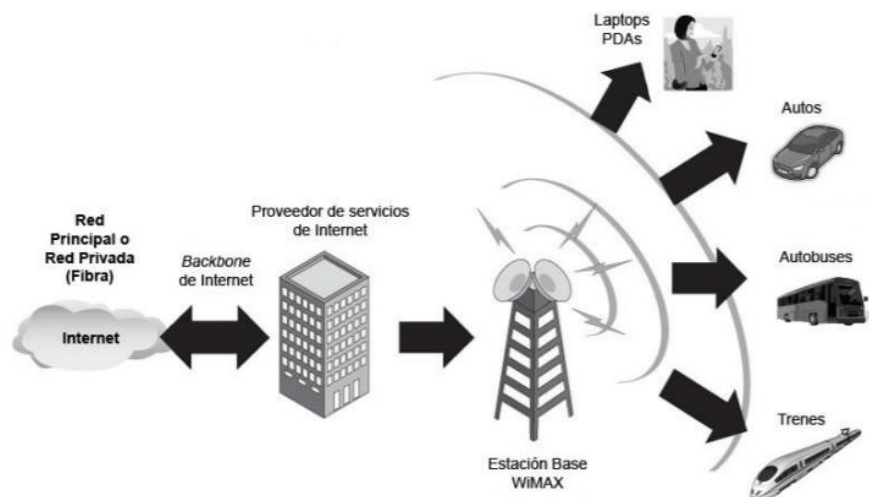 Laptops
PDAs
Autos
Proveedor de servicios
de Internet
Red
Principal o
Red Privada
(Fibra)
Backbone
de Internet
Autobuses
Internet
Trenes
Estación Base
WiMAX